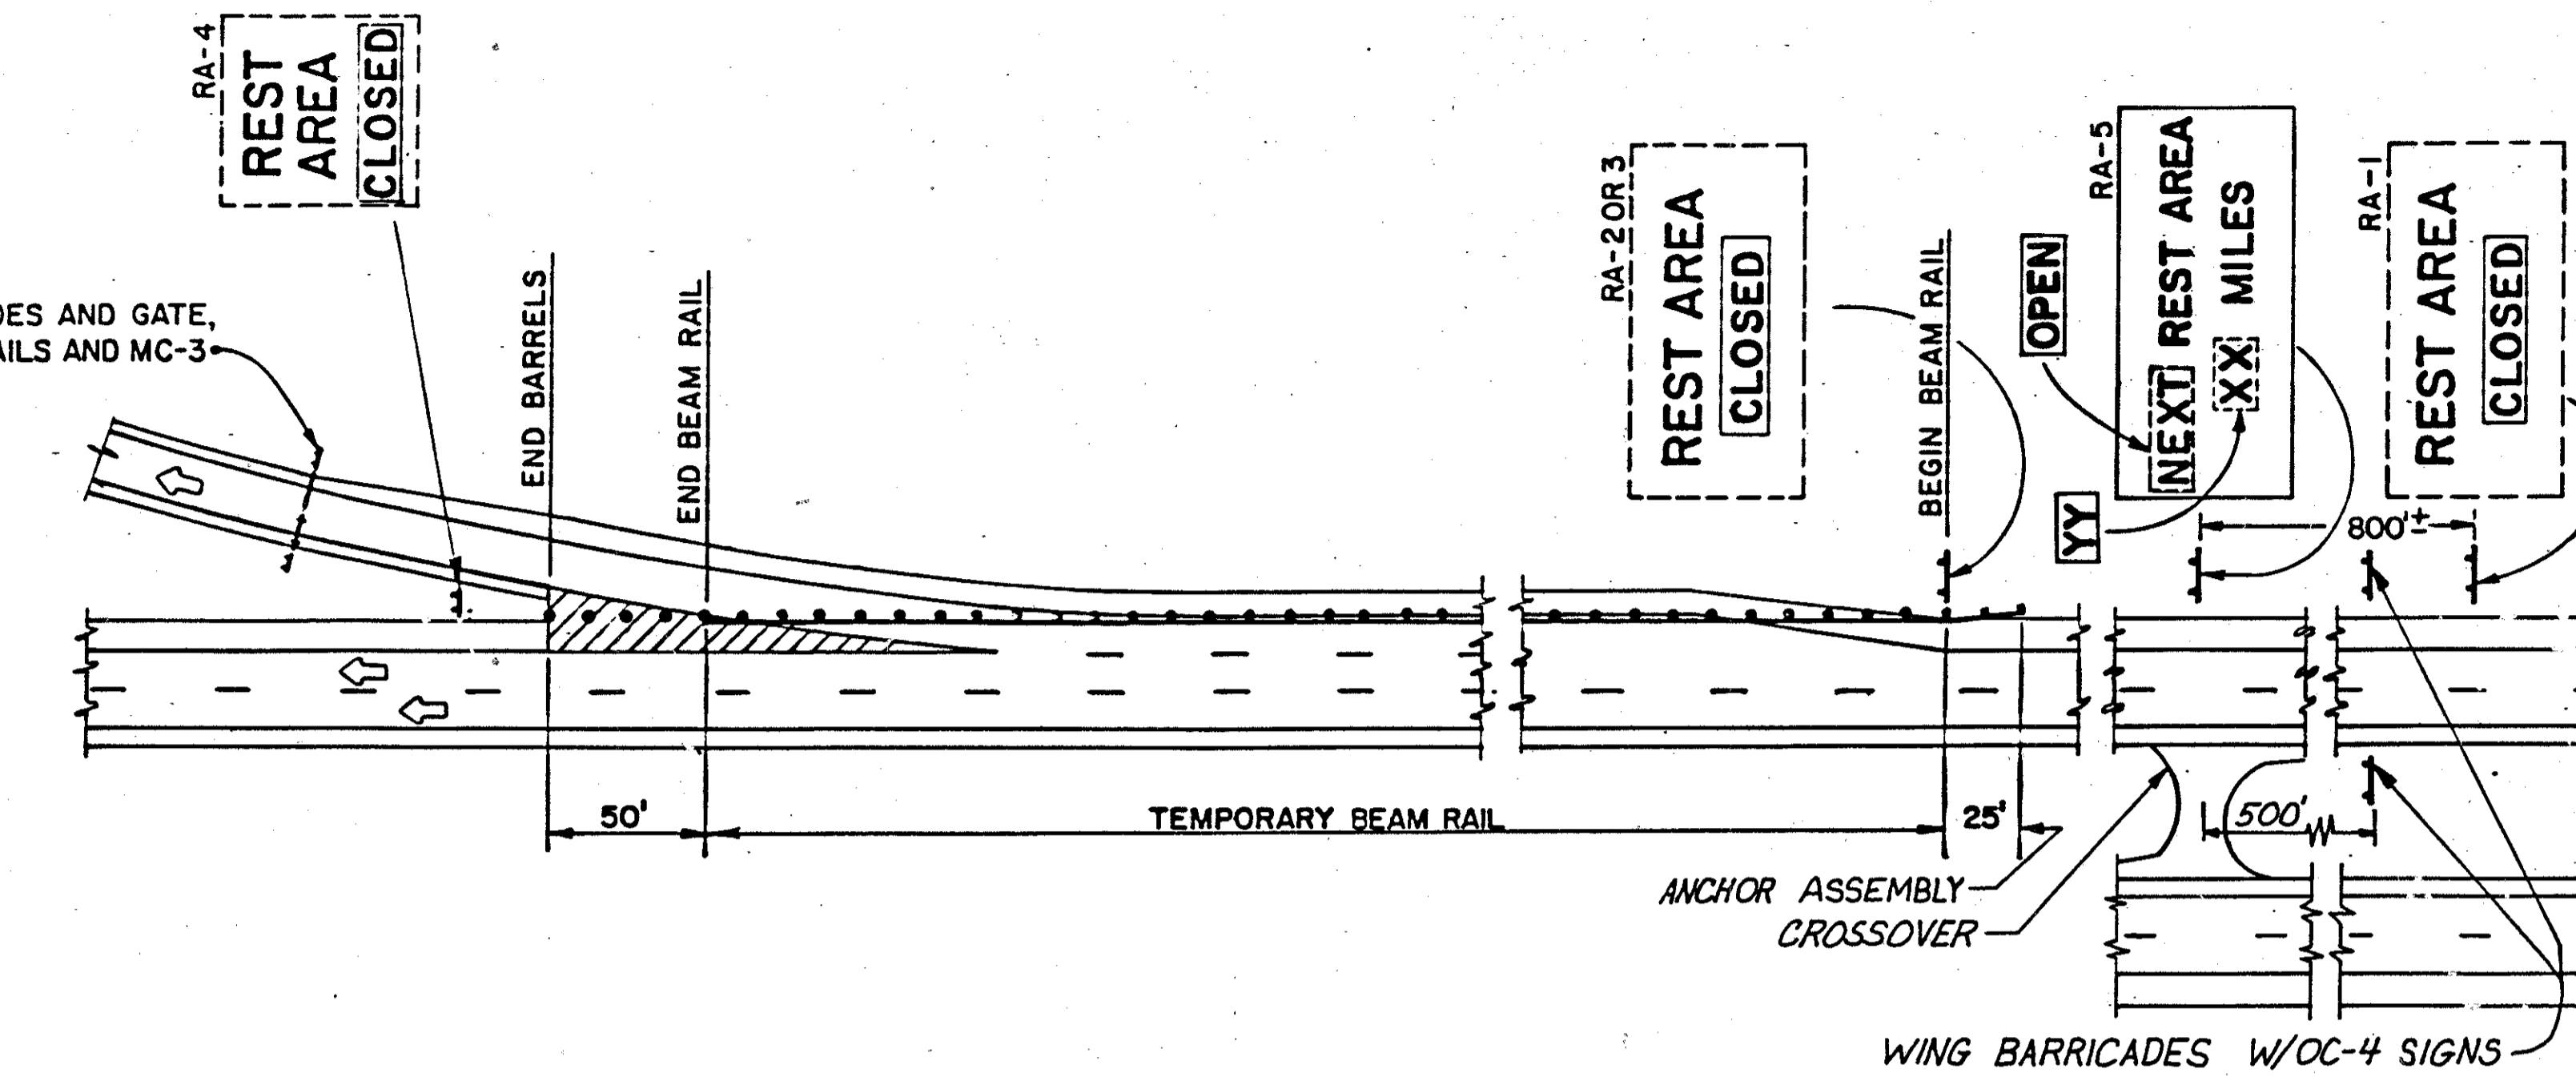 RA-4
REST
AREA
CLOSED
DES AND GATE,
AILS AND MC-3
END BARRELS
END BEAM RAIL
RA-2 OR 3
REST AREA
CLOSED
BEGIN BEAM RAIL
OPEN
YY
RA-5
NEXT REST AREA
XX MILES
RA-1
REST AREA
CLOSED
800'±
50'
TEMPORARY BEAM RAIL
25'
500'
ANCHOR ASSEMBLY
CROSSOVER
WING BARRICADES W/OC-4 SIGNS